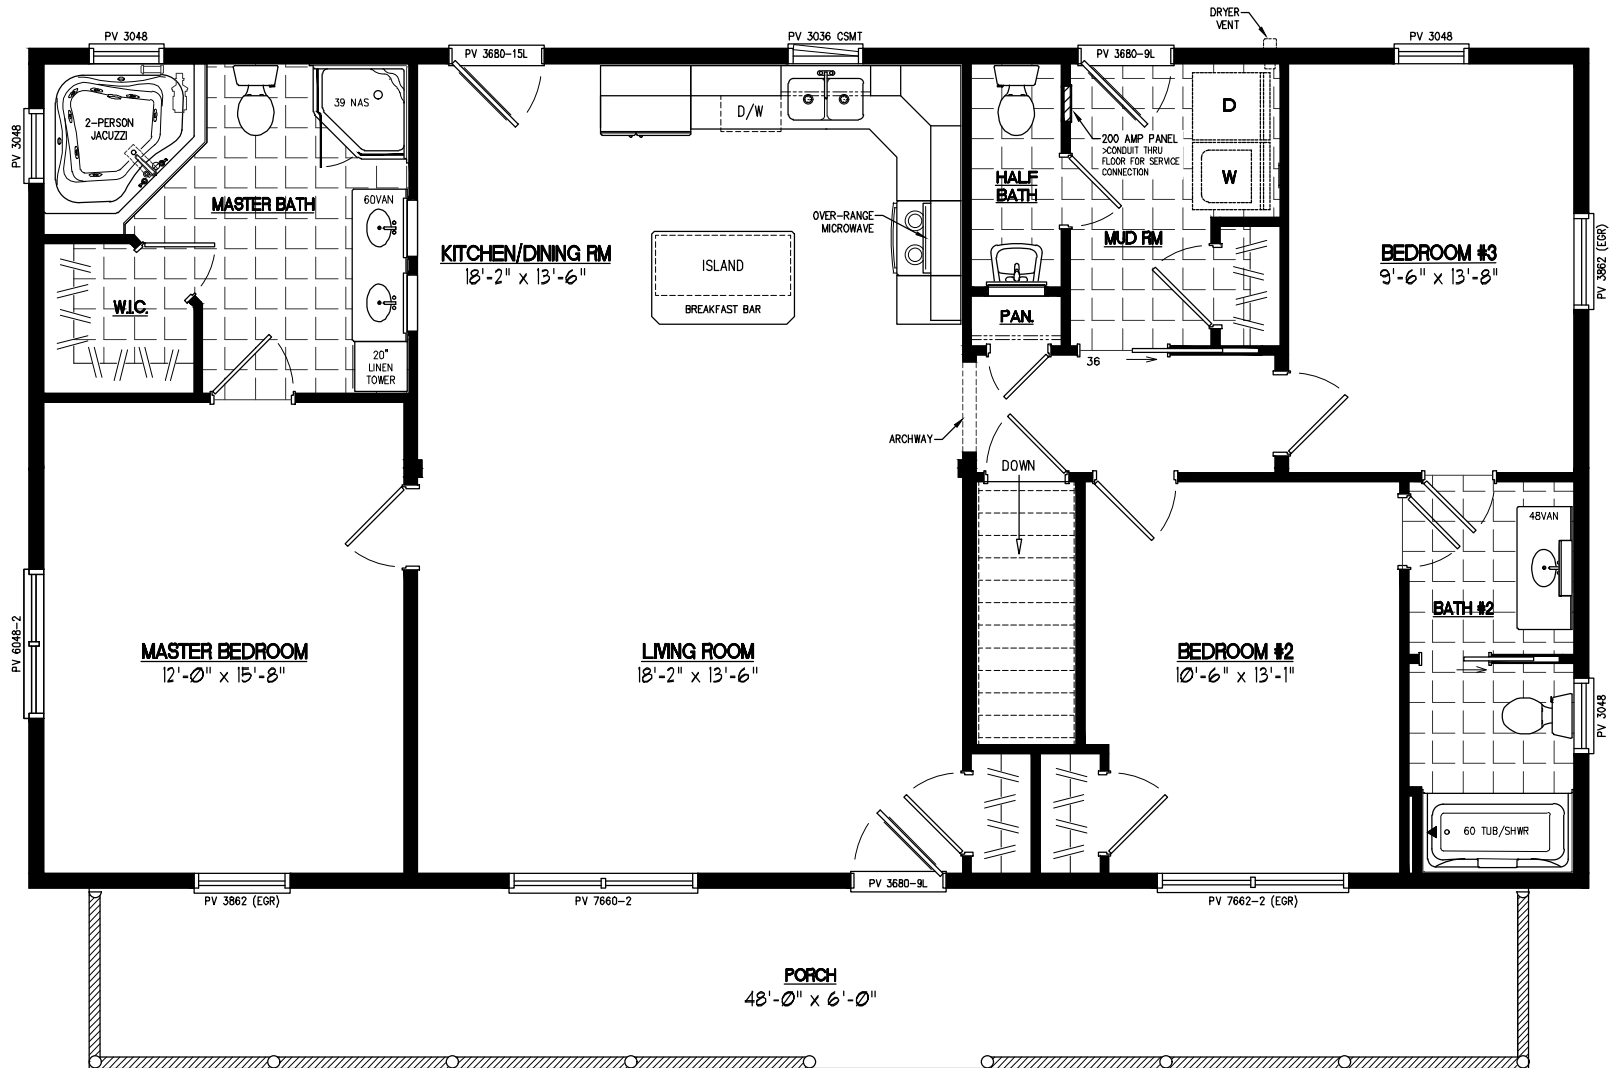 DRYER
VENT
PV 3048
PV 3680-15L
PV 3036 CSMT
PV 3680-9L
PV 3048
PV 3048
2-PERSON
JACUZZI
39 NAS
MASTER BATH
60VAN
W.I.C.
20"
LINEN
TOWER
KITCHEN/DINING RM
18'-2" x 13'-6"
D/W
OVER-RANGE
MICROWAVE
ISLAND
BREAKFAST BAR
HALF
BATH
PAN.
200 AMP PANEL
>CONDUIT THRU
FLOOR FOR SERVICE
CONNECTION
D
W
MUD RM
36
BEDROOM #3
9'-6" x 13'-8"
PV 3862 (EGR)
ARCHWAY
DOWN
48VAN
BATH #2
PV 3048
60 TUB/SHWR
PV 6048-2
MASTER BEDROOM
12'-0" x 15'-8"
LIVING ROOM
18'-2" x 13'-6"
BEDROOM #2
10'-6" x 13'-1"
PV 3862 (EGR)
PV 7660-2
PV 3680-9L
PV 7662-2 (EGR)
PORCH
48'-0" x 6'-0"